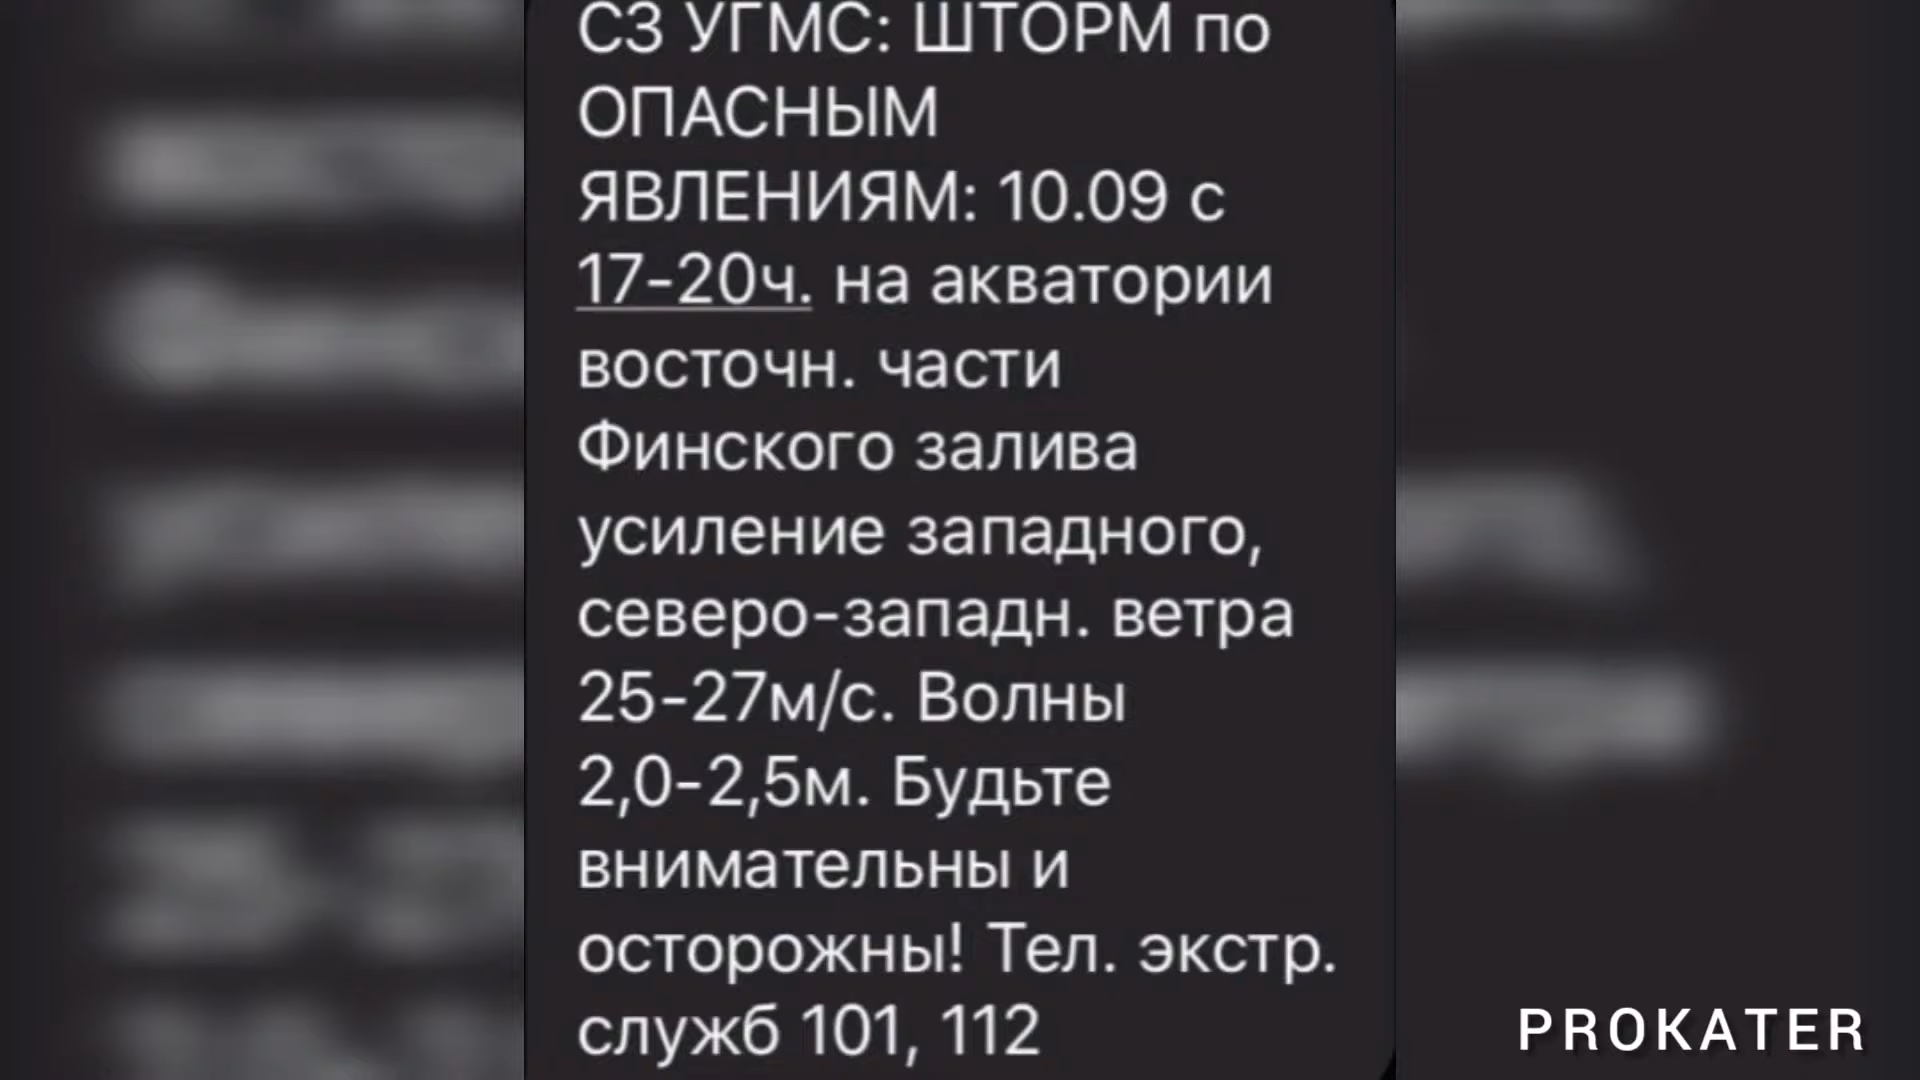 СЗ УГМС: ШТОРМ по
ОПАСНЫМ
ЯВЛЕНИЯМ: 10.09 с
17-20ч. на акватории
восточн. части
Финского залива
усиление западного,
северо-западн. ветра
25-27м/с. Волны
2,0-2,5м. Будьте
внимательны и
осторожны! Тел. экстр.
служб 101, 112
PROKATER